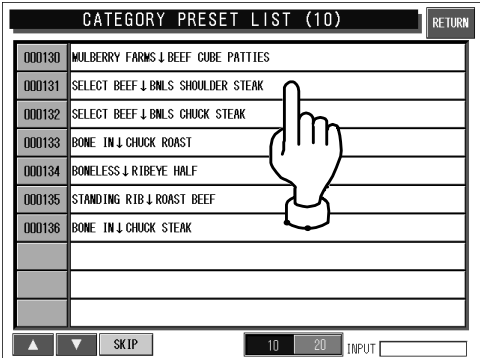 CATEGORY PRESET LIST (10)
RETURN
000130 MULBERRY FARMS↓BEEF CUBE PATTIES
000131 SELECT BEEF↓BNLS SHOULDER STEAK
000132 SELECT BEEF↓BNLS CHUCK STEAK
000133 BONE IN↓CHUCK ROAST
000134 BONELESS↓RIBEYE HALF
000135 STANDING RIB↓ROAST BEEF
000136 BONE IN↓CHUCK STEAK
▲ ▼ SKIP 10 20 INPUT